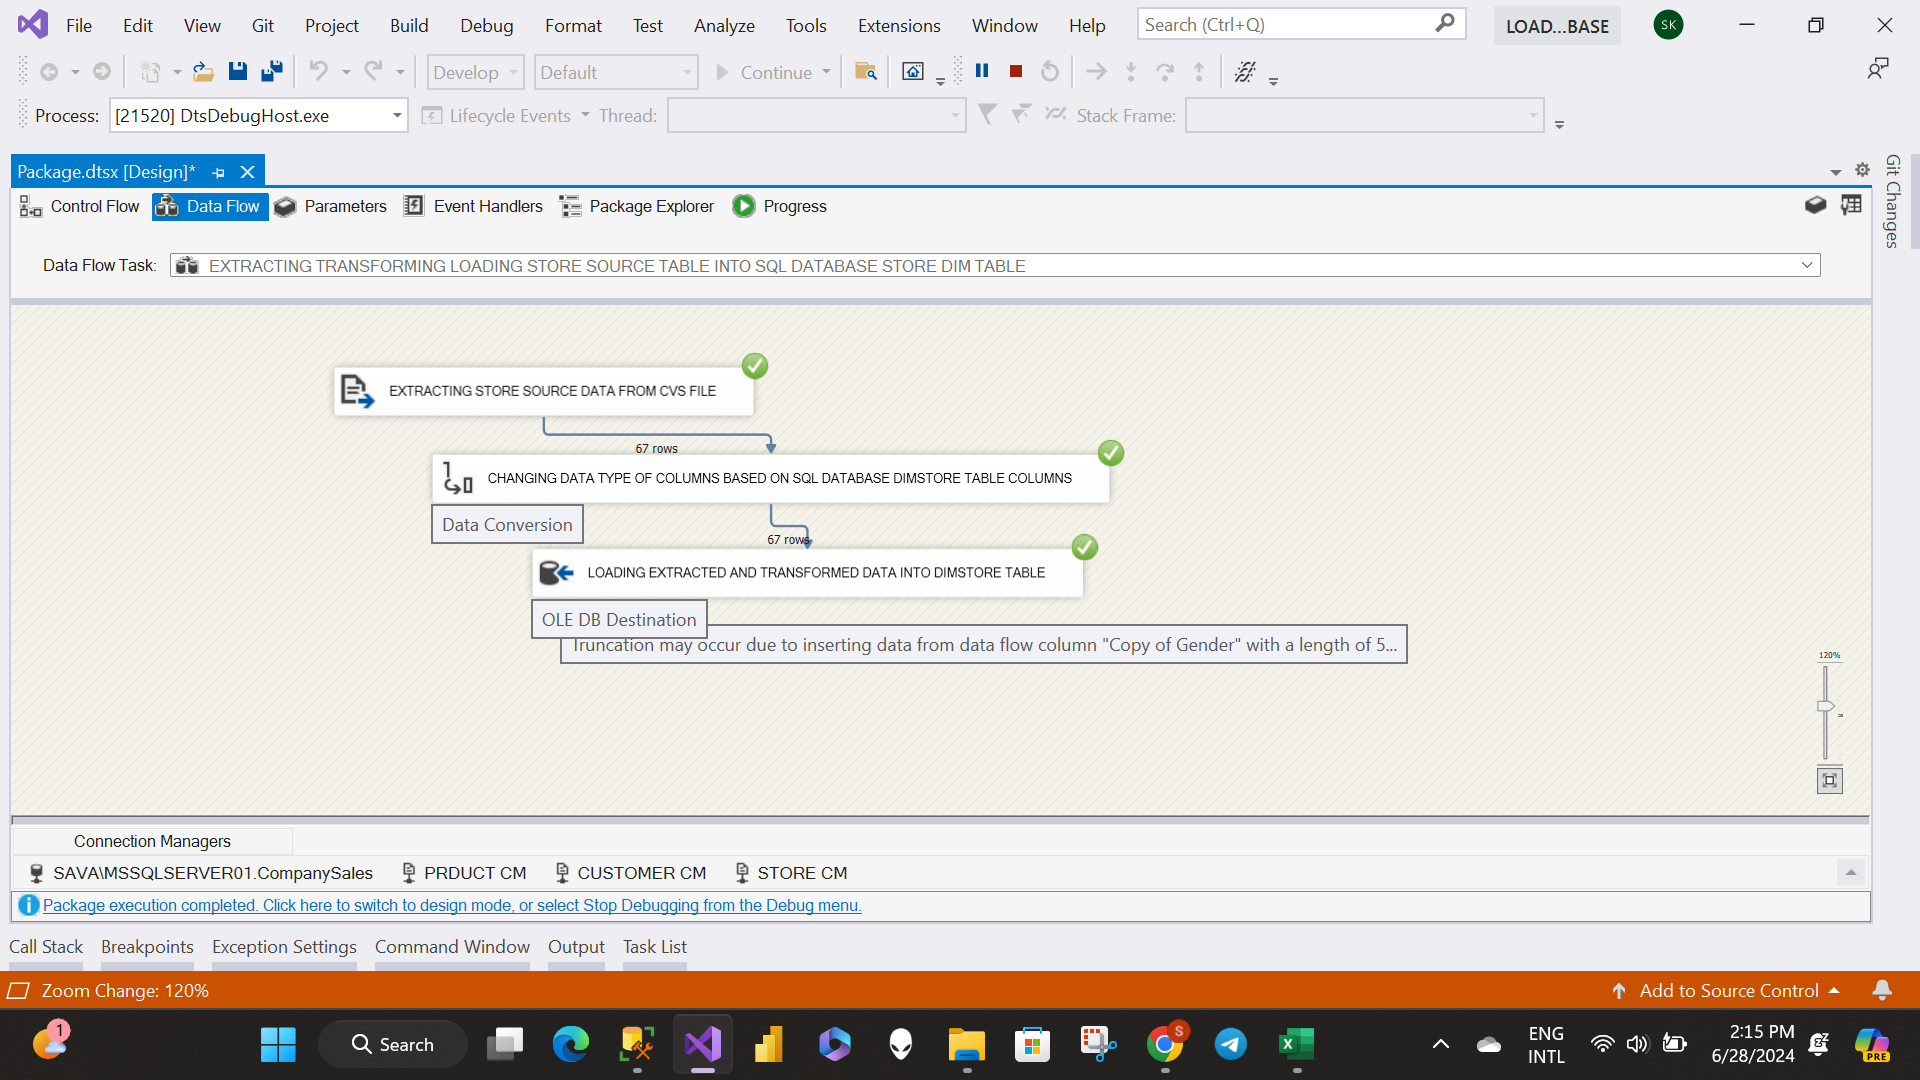 File Edit View Git Project Build Debug Format Test Analyze Tools Extensions Window Help Search (Ctrl+Q) LOAD...BASE SK
Develop Default Continue
Process: [21520] DtsDebugHost.exe Lifecycle Events Thread: Stack Frame:
Package.dtsx [Design]*
Git Changes
Control Flow Data Flow Parameters Event Handlers Package Explorer Progress
Data Flow Task: EXTRACTING TRANSFORMING LOADING STORE SOURCE TABLE INTO SQL DATABASE STORE DIM TABLE
EXTRACTING STORE SOURCE DATA FROM CVS FILE
67 rows
CHANGING DATA TYPE OF COLUMNS BASED ON SQL DATABASE DIMSTORE TABLE COLUMNS
Data Conversion
67 rows
LOADING EXTRACTED AND TRANSFORMED DATA INTO DIMSTORE TABLE
OLE DB Destination
Truncation may occur due to inserting data from data flow column "Copy of Gender" with a length of 5...
120%
Connection Managers
SAVA\MSSQLSERVER01.CompanySales PRDUCT CM CUSTOMER CM STORE CM
Package execution completed. Click here to switch to design mode, or select Stop Debugging from the Debug menu.
Call Stack Breakpoints Exception Settings Command Window Output Task List
Zoom Change: 120% Add to Source Control
1 Search S X ENG INTL 2:15 PM
6/28/2024 PRE